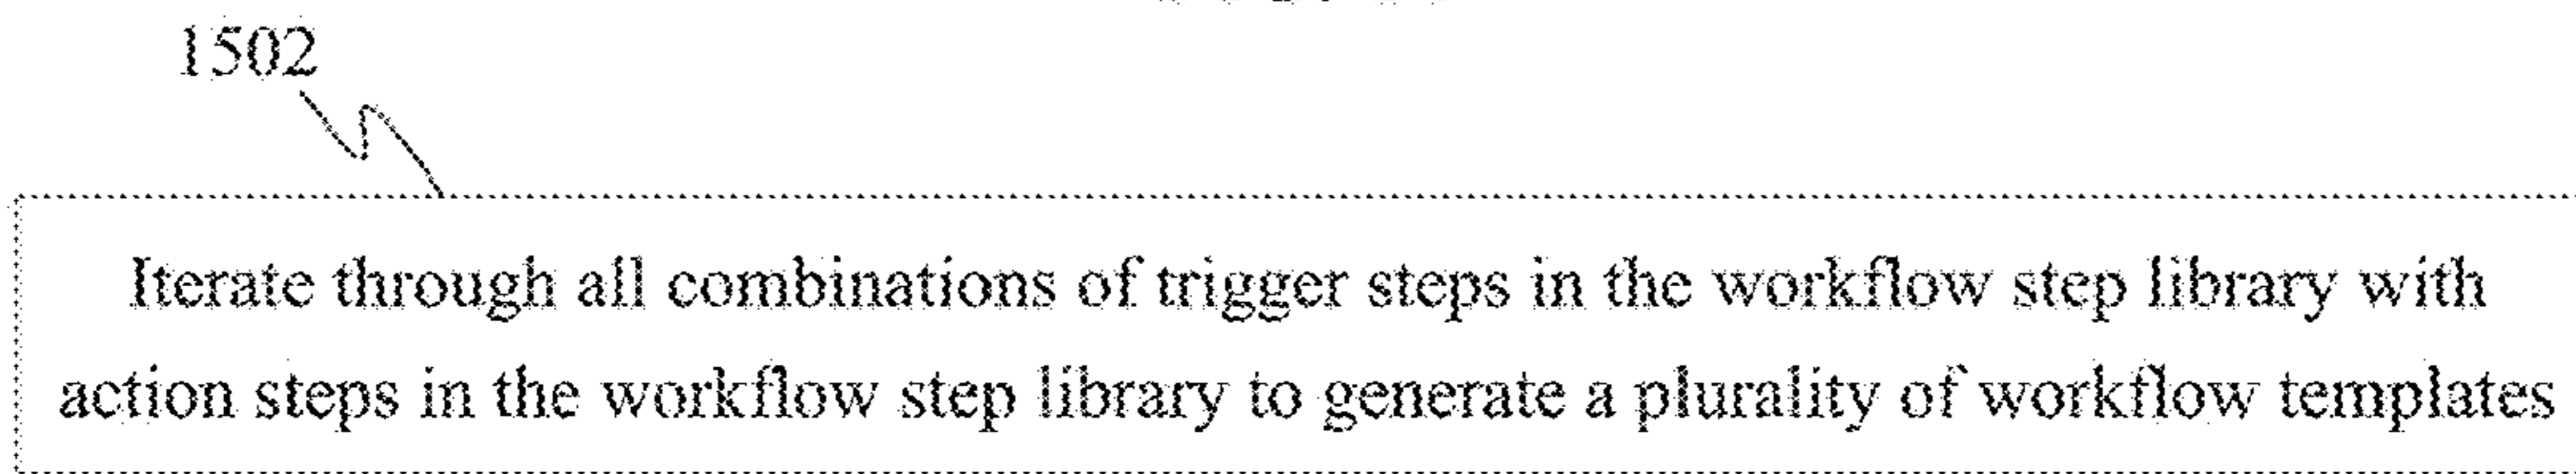 1502
Iterate through all combinations of trigger steps in the workflow step library with
action steps in the workflow step library to generate a plurality of workflow templates